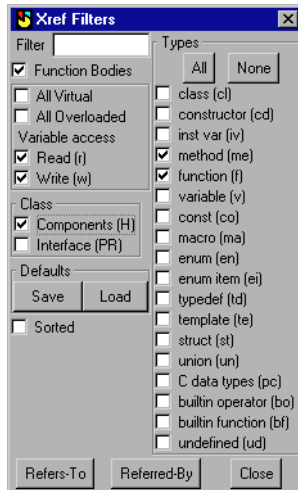 Xref Filters
Filter
Function Bodies
All Virtual
All Overloaded
Variable access
Read (r)
Write (w)
Class
Components (H)
Interface (PR)
Defaults
Save Load
Sorted
Types
All None
class (cl)
constructor (cd)
inst var (iv)
method (me)
function (f)
variable (v)
const (co)
macro (ma)
enum (en)
enum item (ei)
typedef (td)
template (te)
struct (st)
union (un)
C data types (pc)
builtin operator (bo)
builtin function (bf)
undefined (ud)
Refers-To Referred-By Close